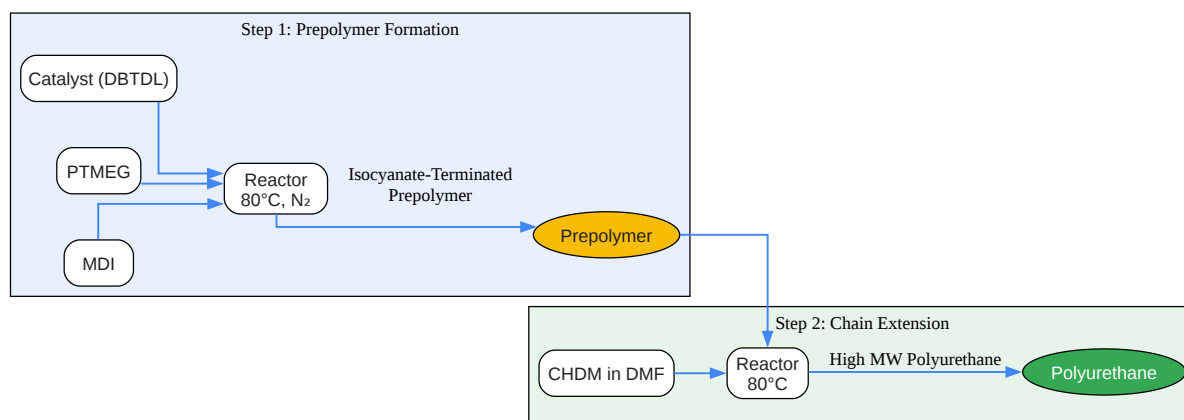 Step 1: Prepolymer Formation
Catalyst (DBTDL)
PTMEG
Reactor
80°C, N₂
Isocyanate-Terminated
Prepolymer
MDI
Prepolymer
Step 2: Chain Extension
CHDM in DMF
Reactor
80°C
High MW Polyurethane
Polyurethane